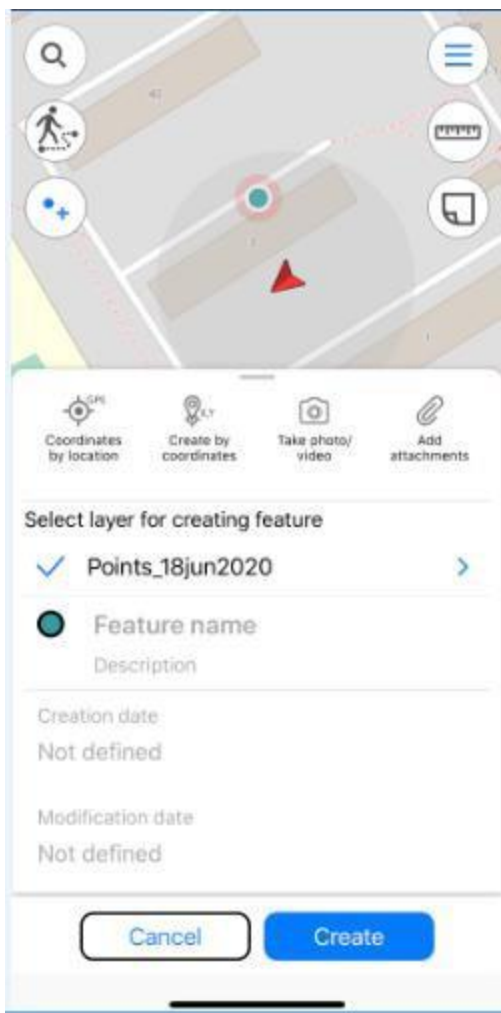 GPS
X,Y
Coordinates
by location
Create by
coordinates
Take photo/
video
Add
attachments
Select layer for creating feature
Points_18jun2020
Feature name
Description
Creation date
Not defined
Modification date
Not defined
Cancel
Create